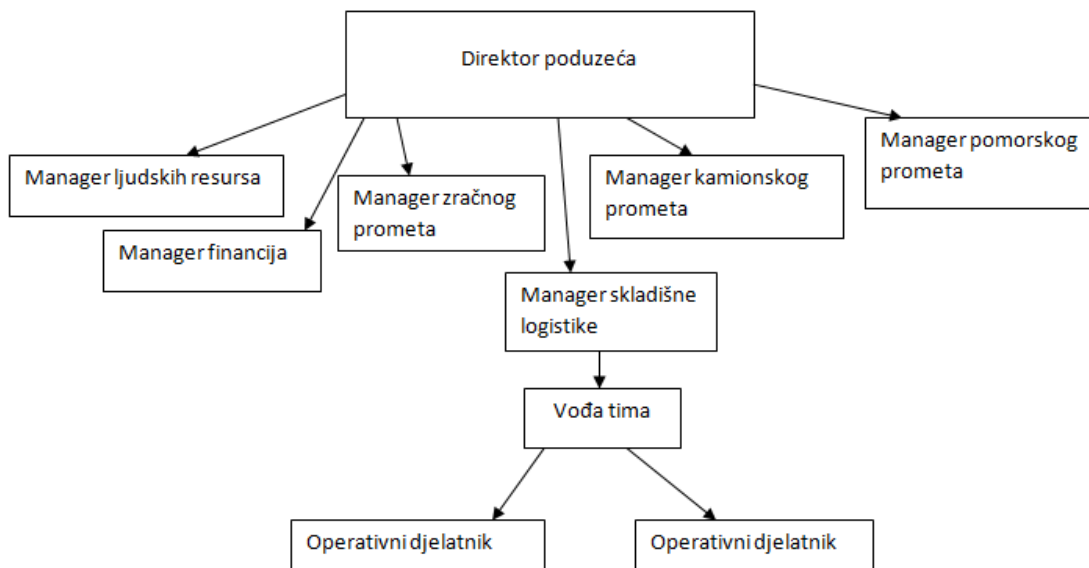 Direktor poduzeća
Manager ljudskih resursa
Manager financija
Manager zračnog
prometa
Manager skladišne
logistike
Manager kamionskog
prometa
Manager pomorskog
prometa
Vođa tima
Operativni djelatnik
Operativni djelatnik